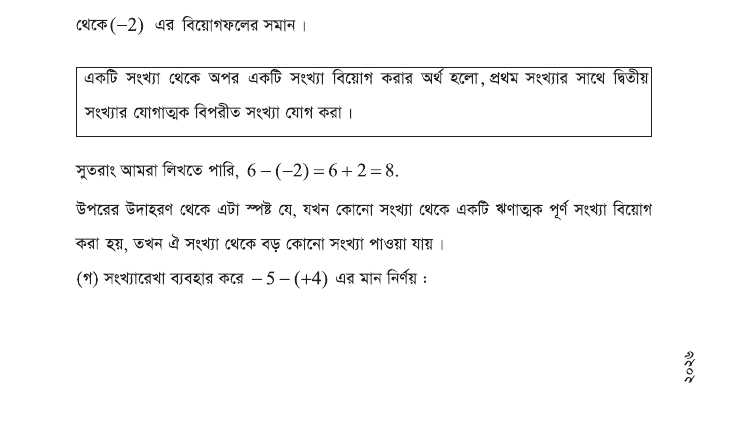 থেকে (−2) এর বিয়োগফলের সমান।
একটি সংখ্যা থেকে অপর একটি সংখ্যা বিয়োগ করার অর্থ হলো, প্রথম সংখ্যার সাথে দ্বিতীয়
সংখ্যার যোগাত্মক বিপরীত সংখ্যা যোগ করা।
সুতরাং আমরা লিখতে পারি, 6 − (−2) = 6 + 2 = 8.
উপরের উদাহরণ থেকে এটা স্পষ্ট যে, যখন কোনো সংখ্যা থেকে একটি ঋণাত্মক পূর্ণ সংখ্যা বিয়োগ
করা হয়, তখন ঐ সংখ্যা থেকে বড় কোনো সংখ্যা পাওয়া যায়।
(গ) সংখ্যারেখা ব্যবহার করে − 5 − (+4) এর মান নির্ণয় :
২০২৬